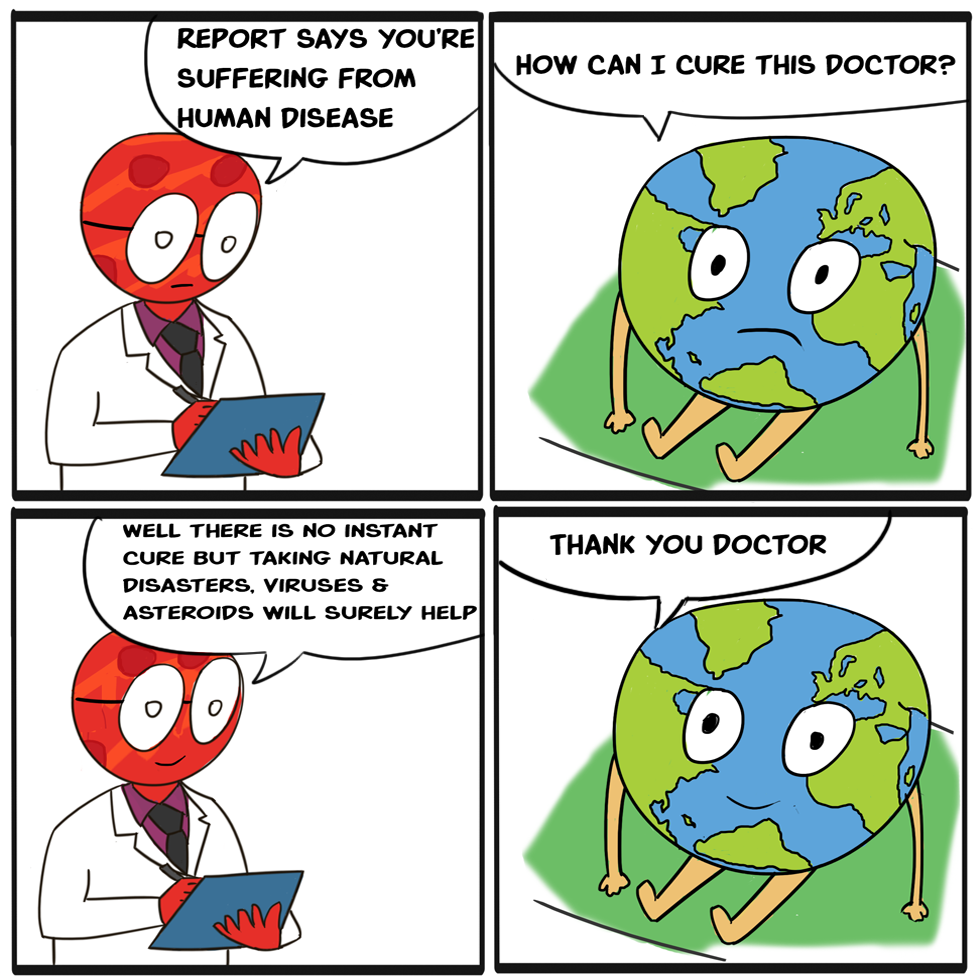 REPORT SAYS YOU'RE
SUFFERING FROM
HUMAN DISEASE
HOW CAN I CURE THIS DOCTOR?
WELL THERE IS NO INSTANT
CURE BUT TAKING NATURAL
DISASTERS, VIRUSES &
ASTEROIDS WILL SURELY HELP
THANK YOU DOCTOR